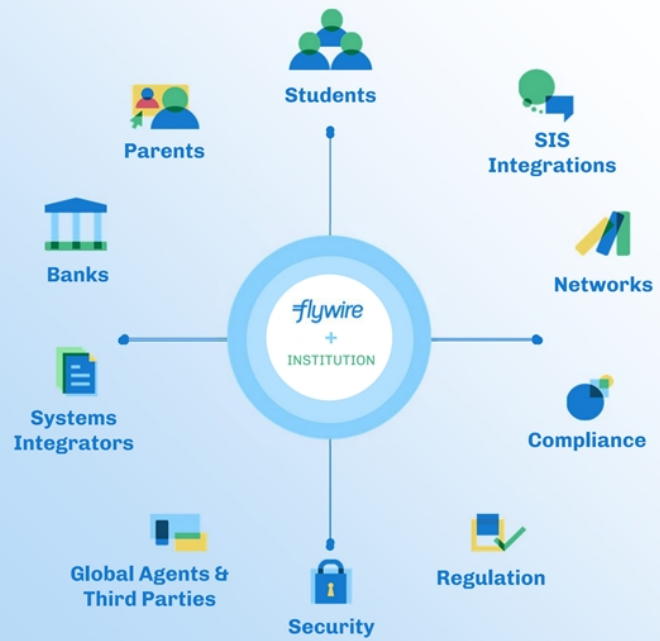 Students
Parents
SIS
Integrations
Banks
Networks
flywire
+
INSTITUTION
Systems
Integrators
Compliance
Global Agents &
Third Parties
Regulation
Security